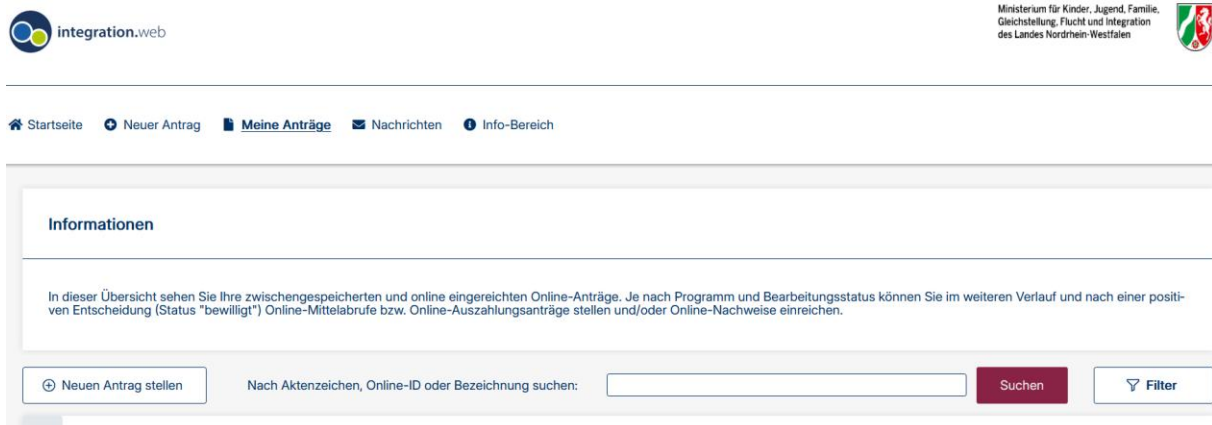 integration.web
Ministerium für Kinder, Jugend, Familie,
Gleichstellung, Flucht und Integration
des Landes Nordrhein-Westfalen
Startseite Neuer Antrag Meine Anträge Nachrichten Info-Bereich
Informationen
In dieser Übersicht sehen Sie Ihre zwischengespeicherten und online eingereichten Online-Anträge. Je nach Programm und Bearbeitungsstatus können Sie im weiteren Verlauf und nach einer positi-
ven Entscheidung (Status "bewilligt") Online-Mittelabrufe bzw. Online-Auszahlungsanträge stellen und/oder Online-Nachweise einreichen.
Neuen Antrag stellen Nach Aktenzeichen, Online-ID oder Bezeichnung suchen: Suchen Filter